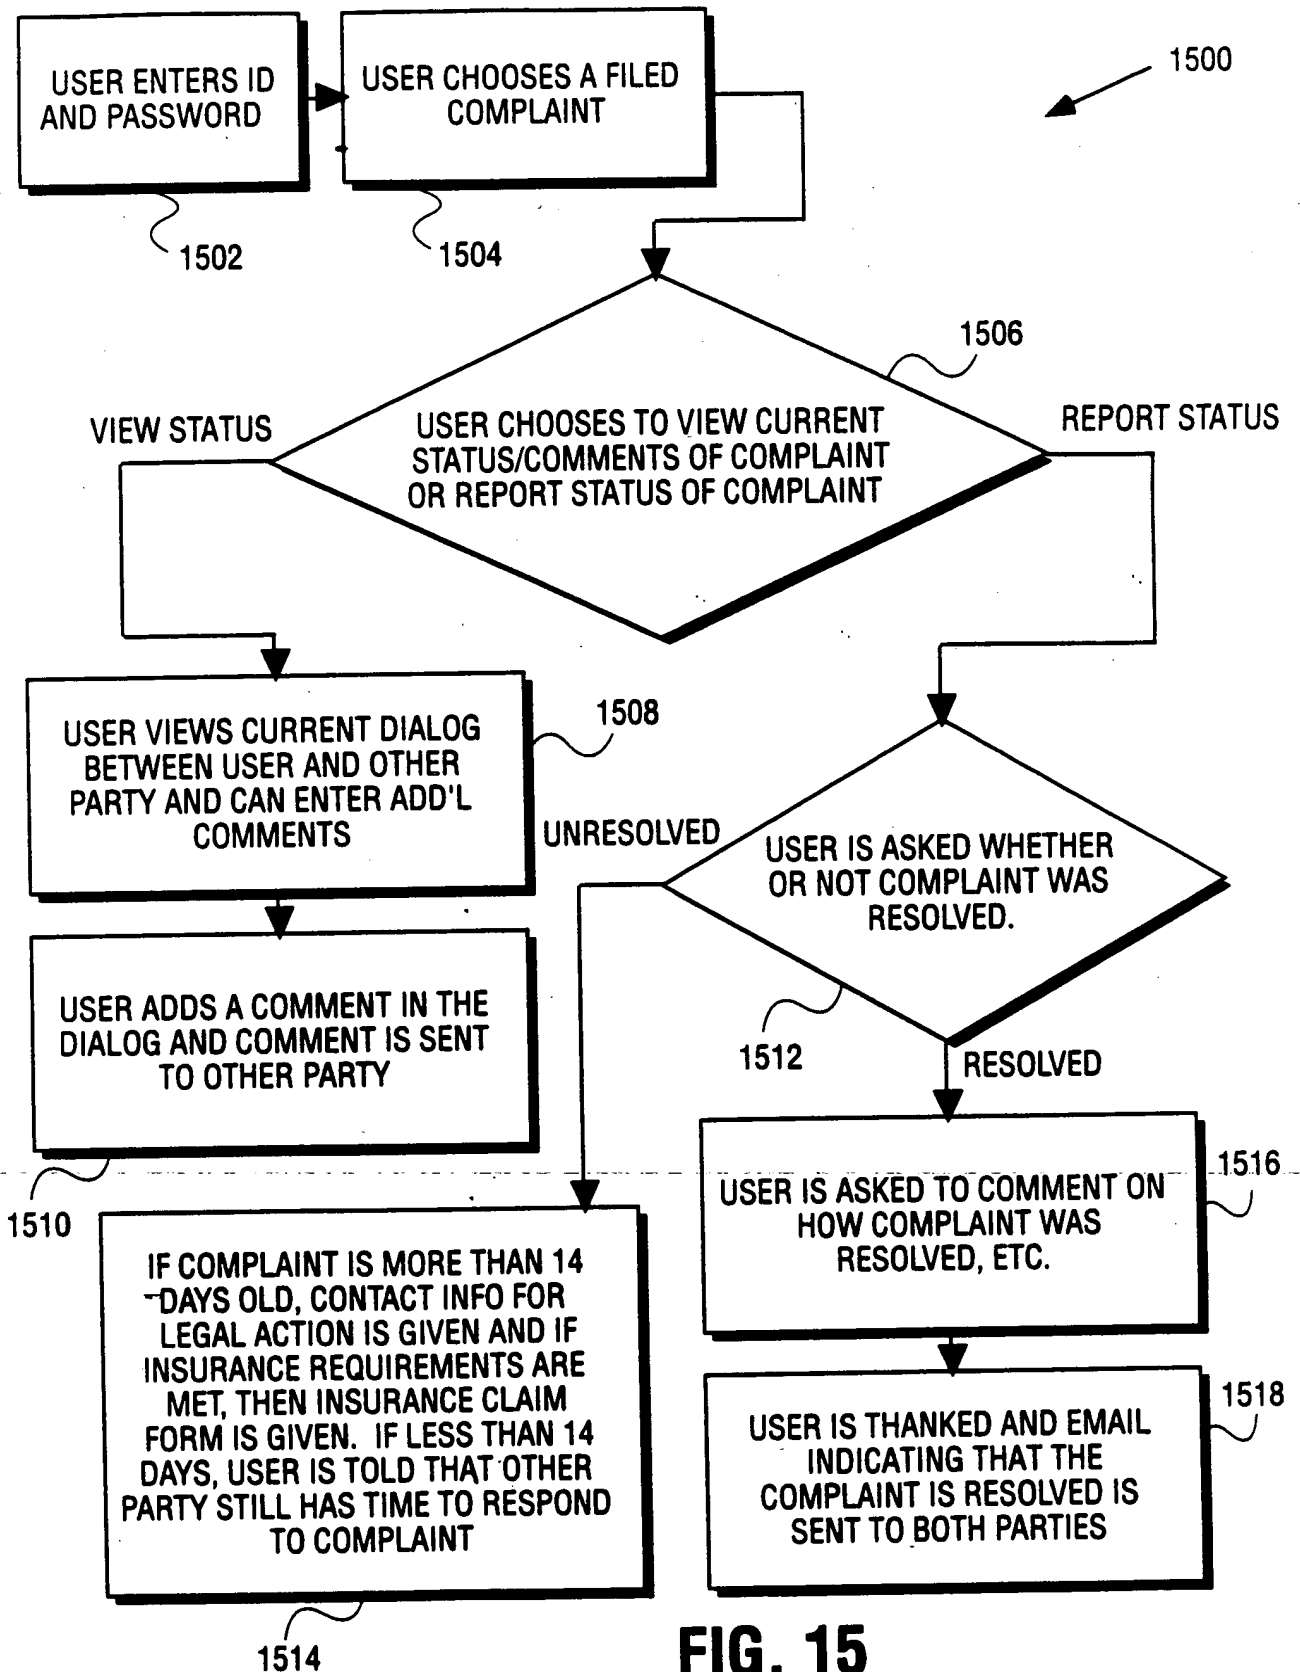 USER ENTERS ID
AND PASSWORD
USER CHOOSES A FILED
COMPLAINT
1500
1502
1504
1506
VIEW STATUS
USER CHOOSES TO VIEW CURRENT
STATUS/COMMENTS OF COMPLAINT
OR REPORT STATUS OF COMPLAINT
REPORT STATUS
USER VIEWS CURRENT DIALOG
BETWEEN USER AND OTHER
PARTY AND CAN ENTER ADD'L
COMMENTS
1508
UNRESOLVED
USER IS ASKED WHETHER
OR NOT COMPLAINT WAS
RESOLVED.
USER ADDS A COMMENT IN THE
DIALOG AND COMMENT IS SENT
TO OTHER PARTY
1510
1512
RESOLVED
USER IS ASKED TO COMMENT ON
HOW COMPLAINT WAS
RESOLVED, ETC.
1516
IF COMPLAINT IS MORE THAN 14
DAYS OLD, CONTACT INFO FOR
LEGAL ACTION IS GIVEN AND IF
INSURANCE REQUIREMENTS ARE
MET, THEN INSURANCE CLAIM
FORM IS GIVEN. IF LESS THAN 14
DAYS, USER IS TOLD THAT OTHER
PARTY STILL HAS TIME TO RESPOND
TO COMPLAINT
1514
USER IS THANKED AND EMAIL
INDICATING THAT THE
COMPLAINT IS RESOLVED IS
SENT TO BOTH PARTIES
1518
FIG. 15